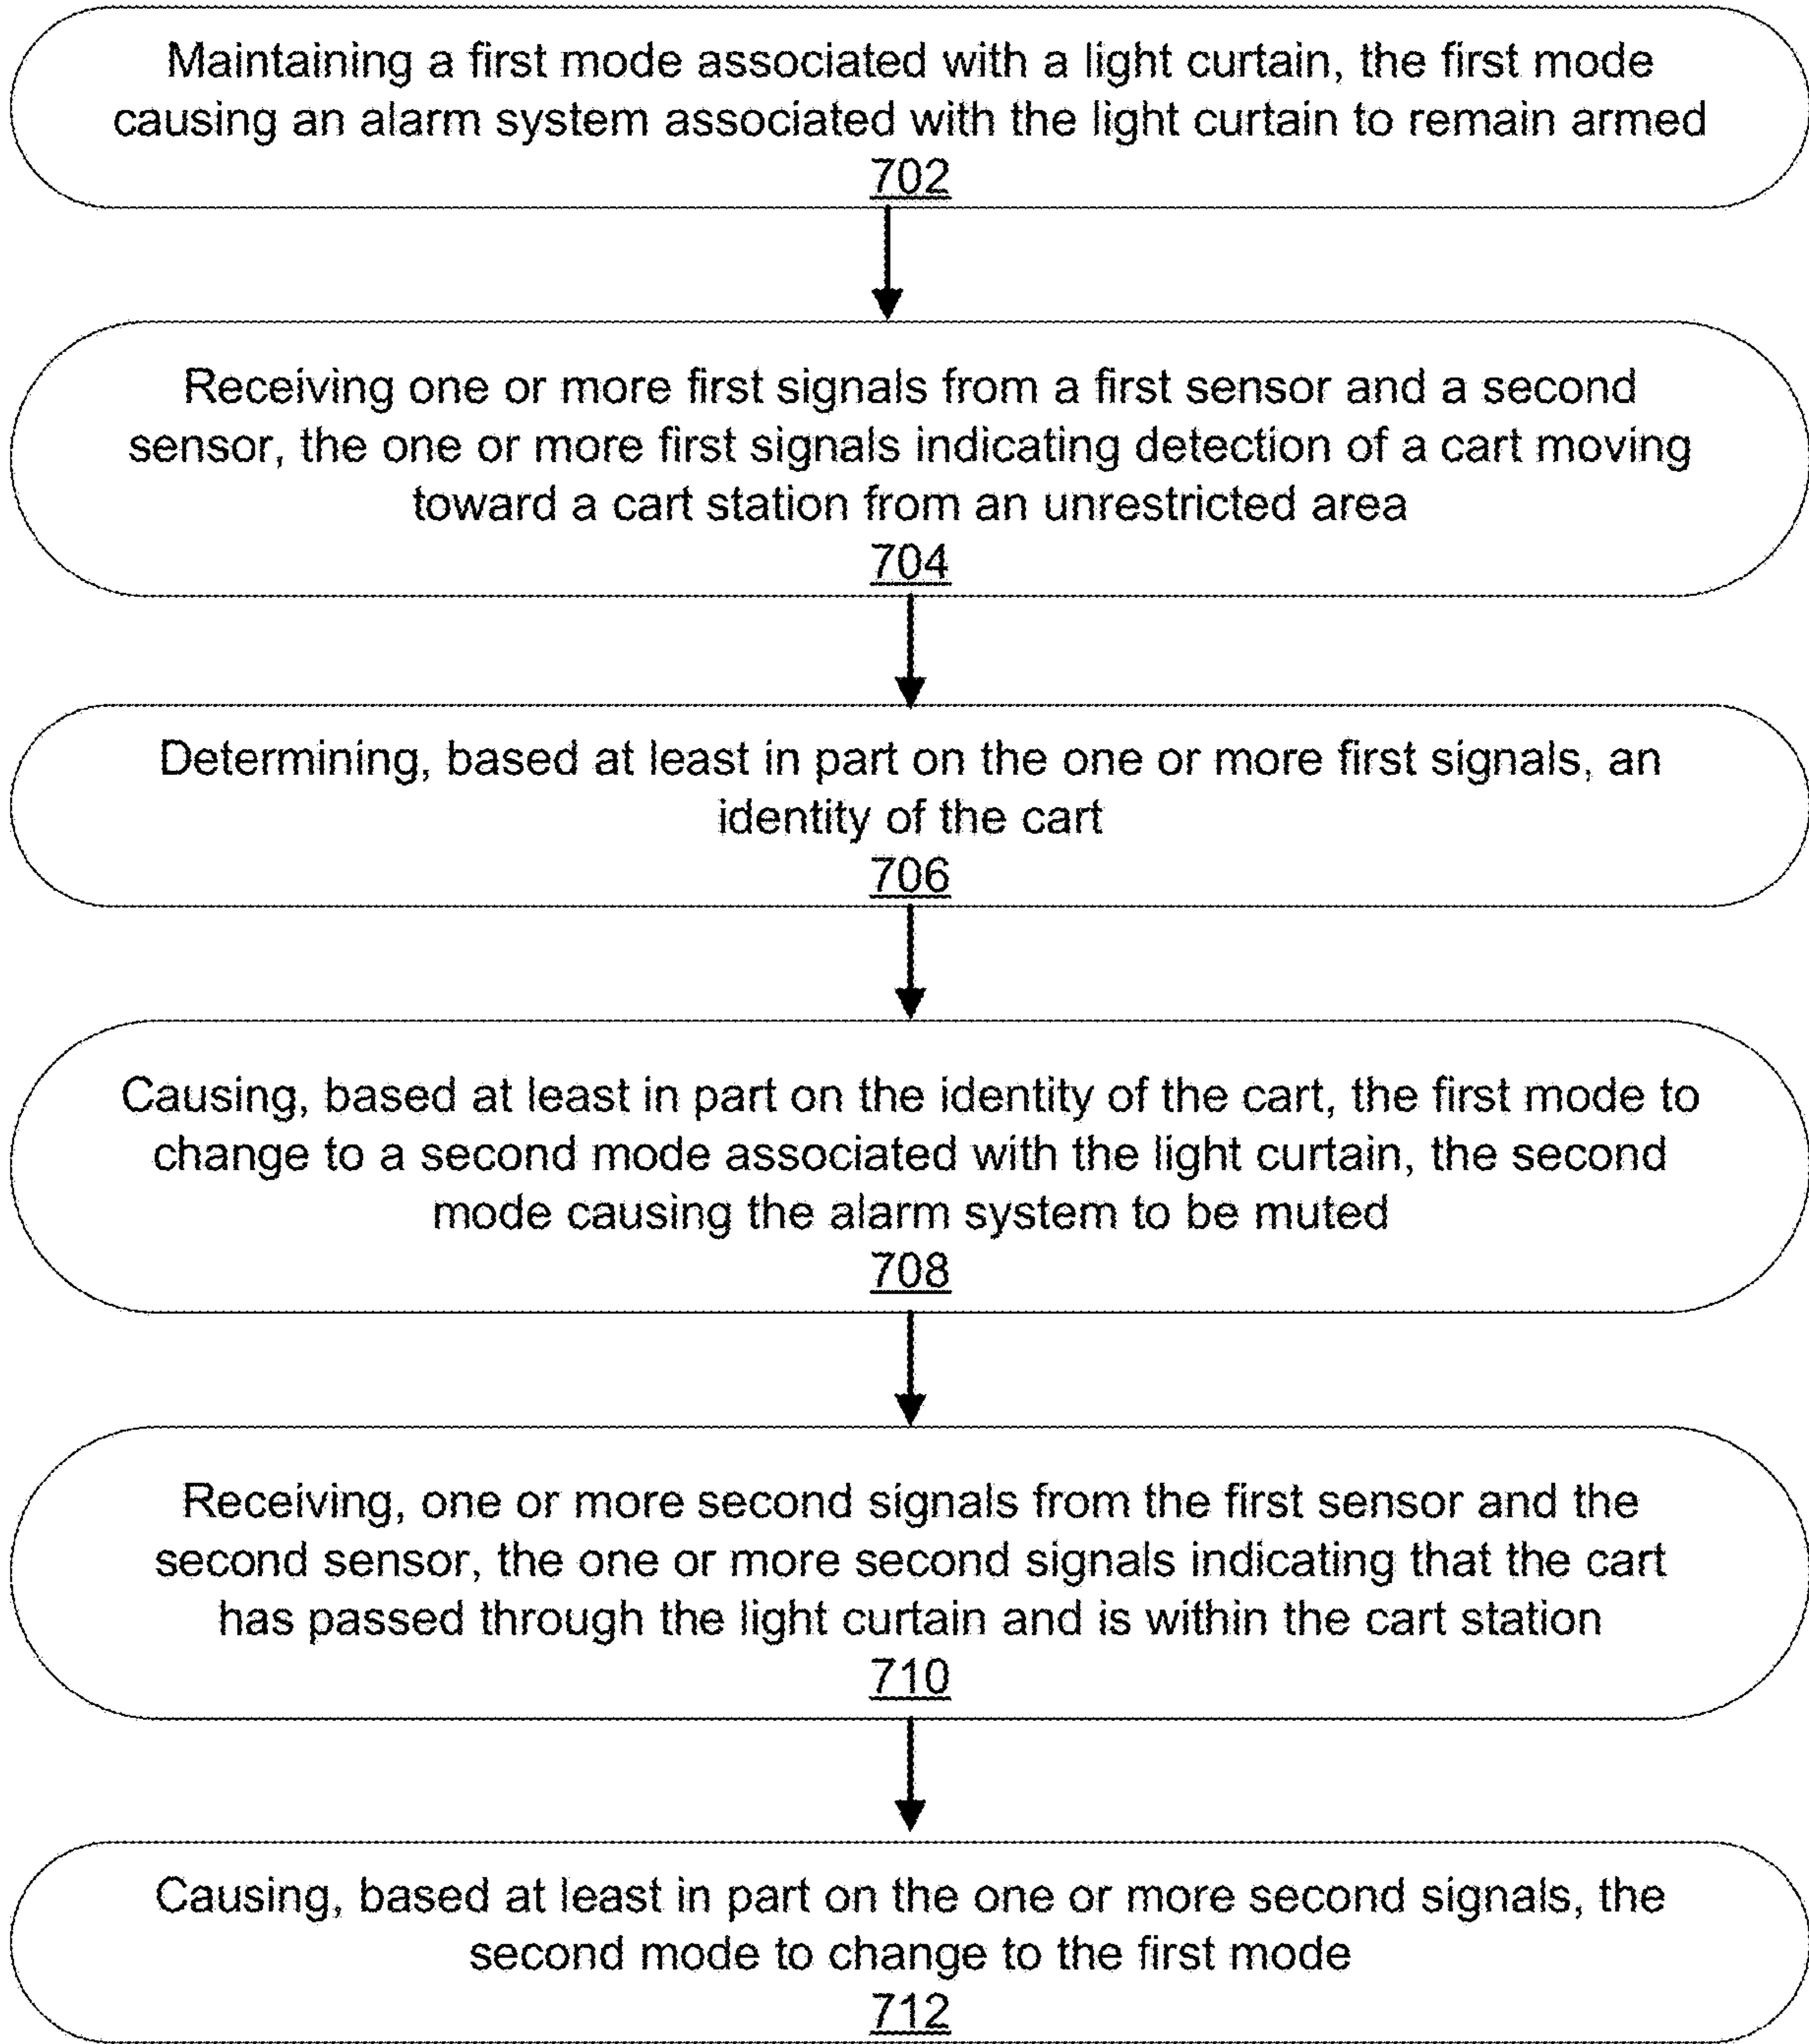 Maintaining a first mode associated with a light curtain, the first mode
causing an alarm system associated with the light curtain to remain armed
702
Receiving one or more first signals from a first sensor and a second
sensor, the one or more first signals indicating detection of a cart moving
toward a cart station from an unrestricted area
704
Determining, based at least in part on the one or more first signals, an
identity of the cart
706
Causing, based at least in part on the identity of the cart, the first mode to
change to a second mode associated with the light curtain, the second
mode causing the alarm system to be muted
708
Receiving, one or more second signals from the first sensor and the
second sensor, the one or more second signals indicating that the cart
has passed through the light curtain and is within the cart station
710
Causing, based at least in part on the one or more second signals, the
second mode to change to the first mode
712